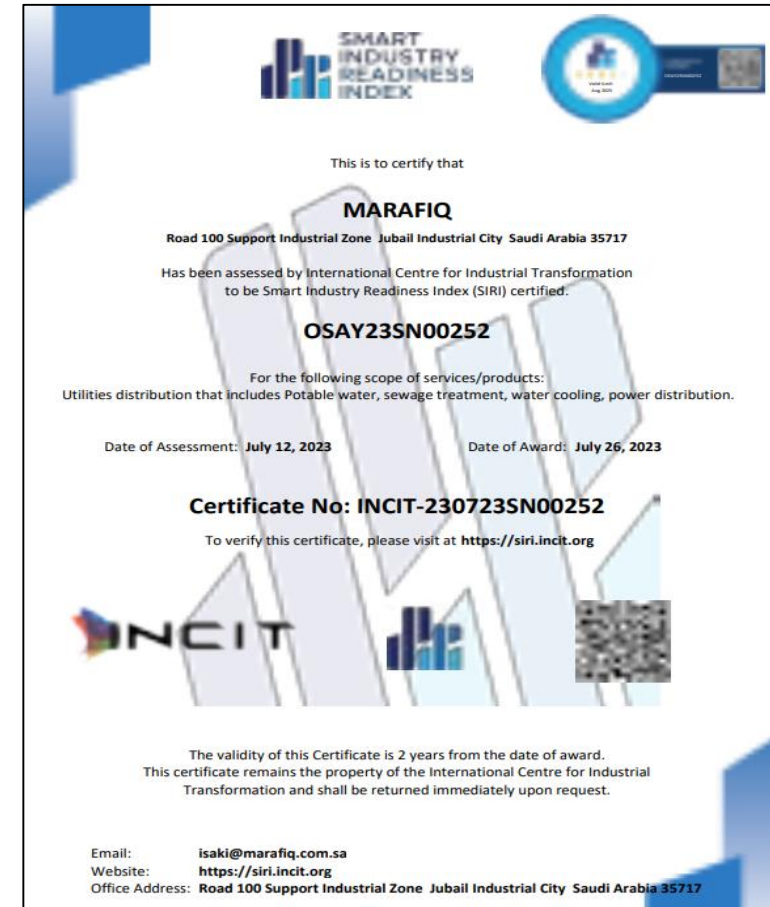 SMART
INDUSTRY
READINESS
INDEX
This is to certify that
MARAFIQ
Road 100 Support Industrial Zone Jubail Industrial City Saudi Arabia 35717
Has been assessed by International Centre for Industrial Transformation
to be Smart Industry Readiness Index (SIRI) certified.
OSAY23SN00252
For the following scope of services/products:
Utilities distribution that includes Potable water, sewage treatment, water cooling, power distribution.
Date of Assessment: July 12, 2023 Date of Award: July 26, 2023
Certificate No: INCIT-230723SN00252
To verify this certificate, please visit at https://siri.incit.org
INCIT
The validity of this Certificate is 2 years from the date of award.
This certificate remains the property of the International Centre for Industrial
Transformation and shall be returned immediately upon request.
Email: isaki@marafiq.com.sa
Website: https://siri.incit.org
Office Address: Road 100 Support Industrial Zone Jubail Industrial City Saudi Arabia 35717